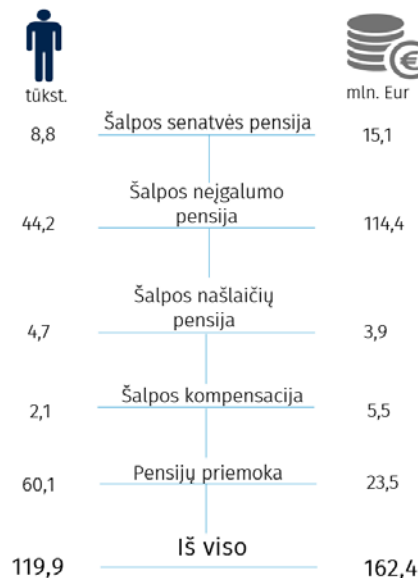 tūkst.
€
mln. Eur
8,8 Šalpos senatvės pensija 15,1
Šalpos neįgalumo
pensija
44,2 114,4
Šalpos našlaičių
pensija
4,7 3,9
2,1 Šalpos kompensacija 5,5
60,1 Pensijų priemoka 23,5
Iš viso
119,9 162,4